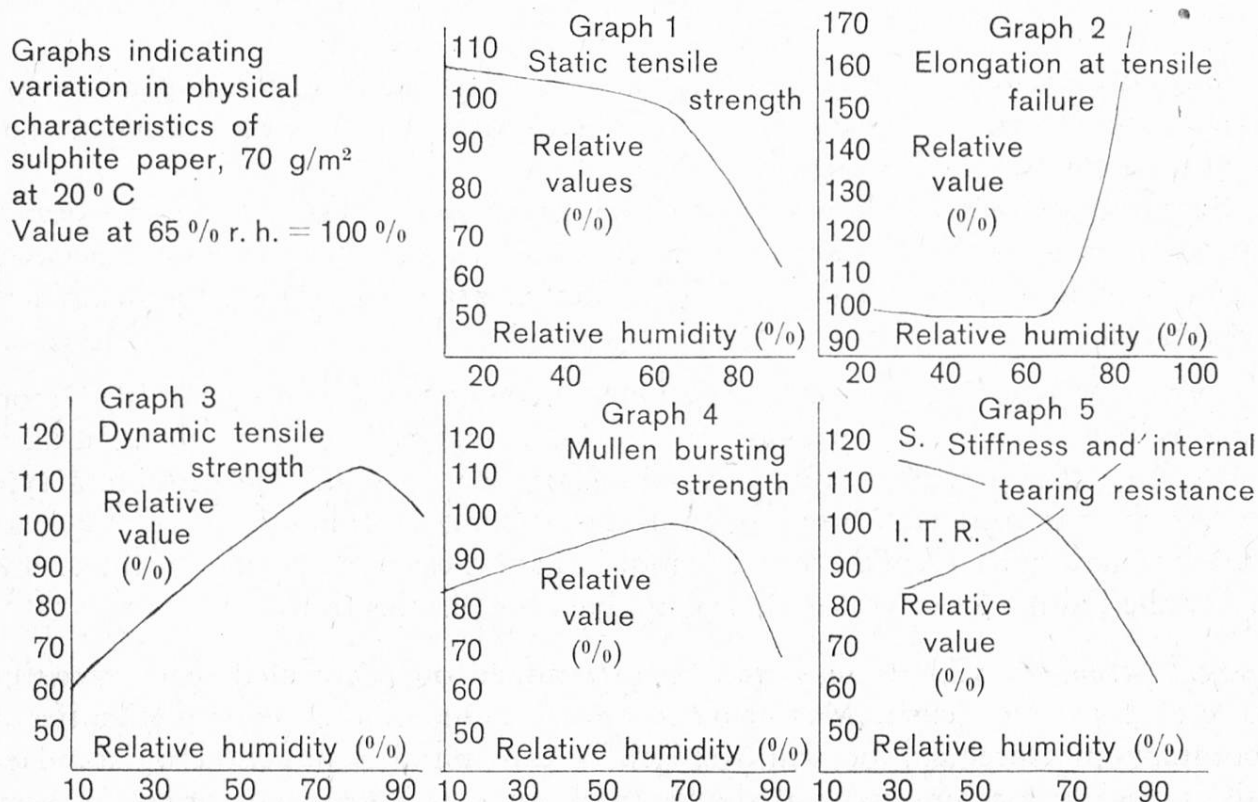 Graphs indicating
variation in physical
characteristics of
sulphite paper, 70 g/m²
at 20⁰ C
Value at 65 % r. h. = 100 %
Graph 1
Static tensile
strength
Relative
values
(%)
110
100
90
80
70
60
50
Relative humidity (%)
20 40 60 80
Graph 2
Elongation at tensile
failure
Relative
value
(%)
170
160
150
140
130
120
110
100
90
Relative humidity (%)
20 40 60 80 100
Graph 3
Dynamic tensile
strength
Relative
value
(%)
120
110
100
90
80
70
60
50
Relative humidity (%)
10 30 50 70 90
Graph 4
Mullen bursting
strength
Relative
value
(%)
120
110
100
90
80
70
60
50
Relative humidity (%)
10 30 50 70 90
Graph 5
S. Stiffness and internal
tearing resistance
I. T. R.
Relative
value
(%)
120
110
100
90
80
70
60
50
Relative humidity (%)
10 30 50 70 90